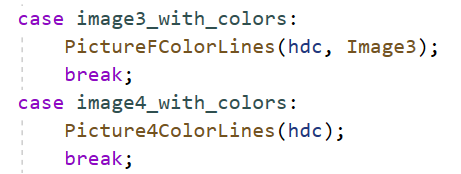 case image3_with_colors:
PictureFColorLines(hdc, Image3);
break;
case image4_with_colors:
Picture4ColorLines(hdc);
break;